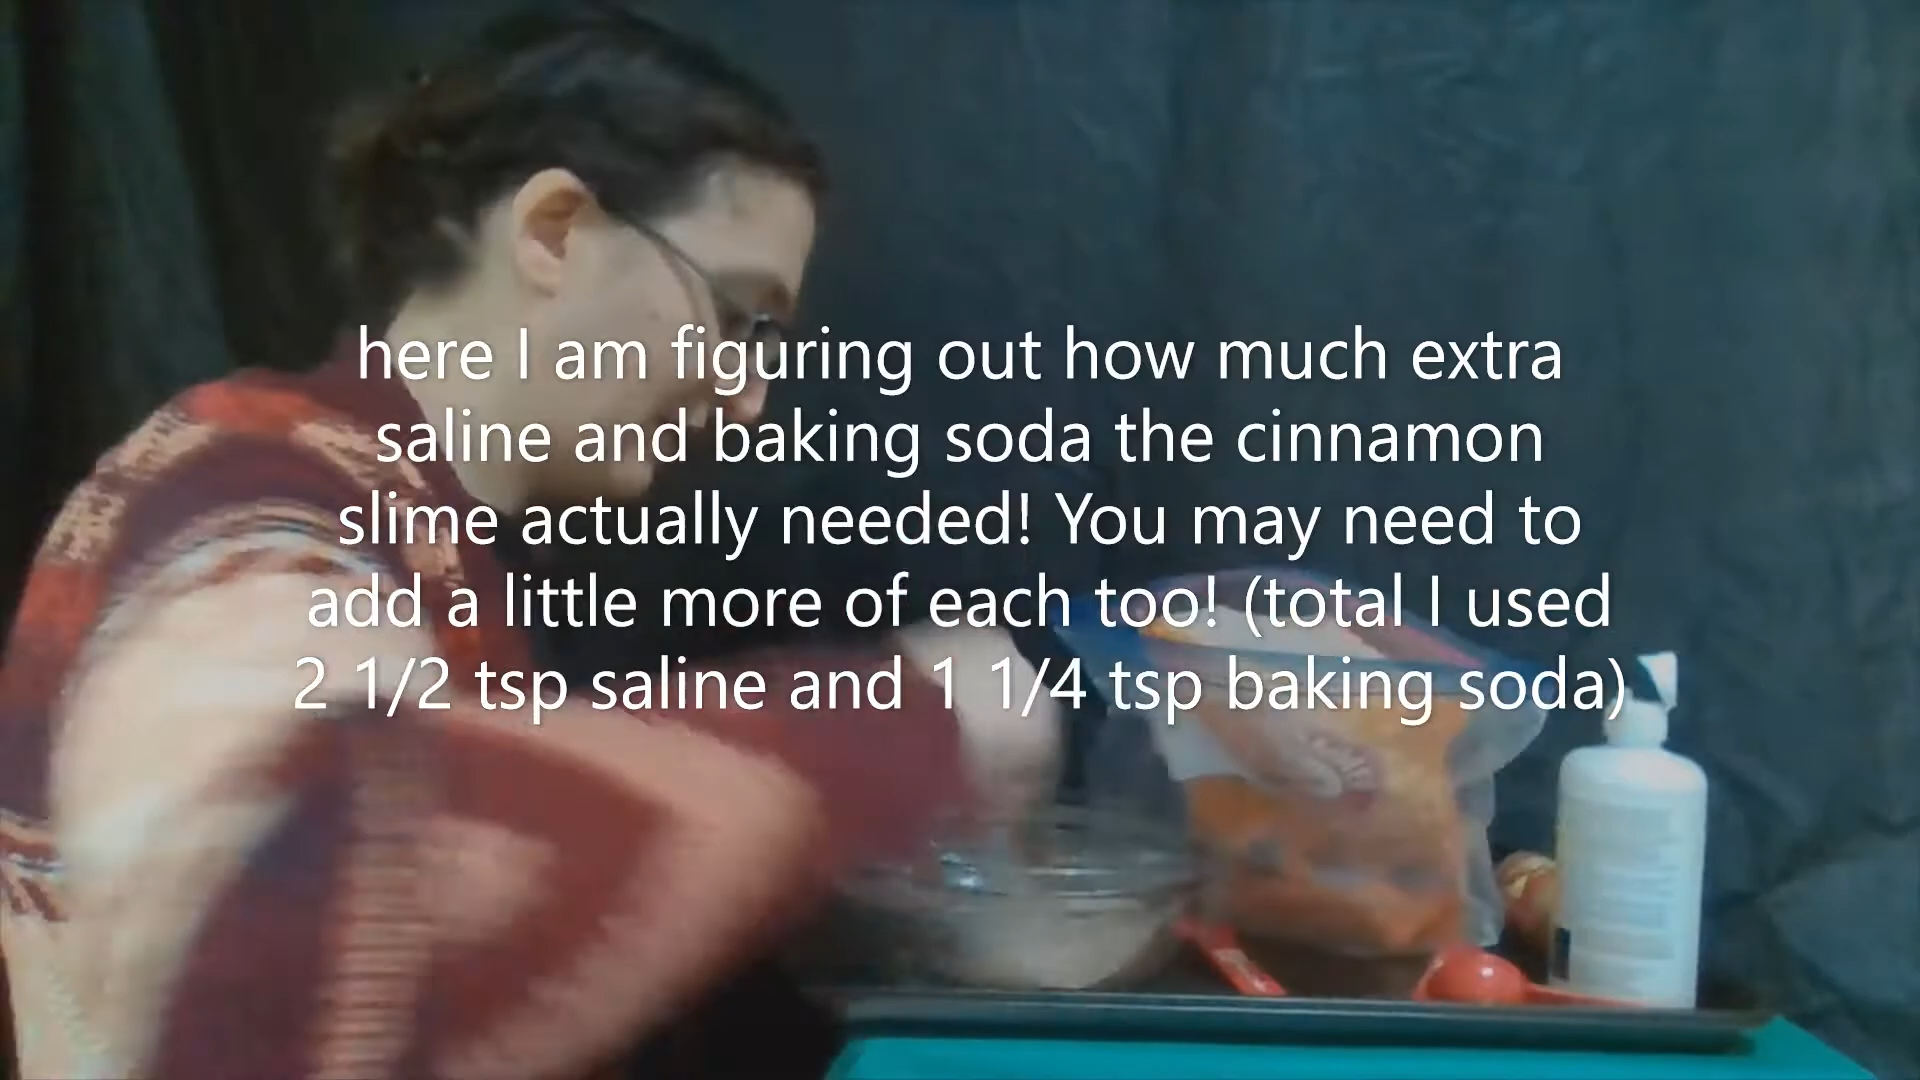 here I am figuring out how much extra
saline and baking soda the cinnamon
slime actually needed! You may need to
add a little more of each too! (total I used
2 1/2 tsp saline and 1 1/4 tsp baking soda)